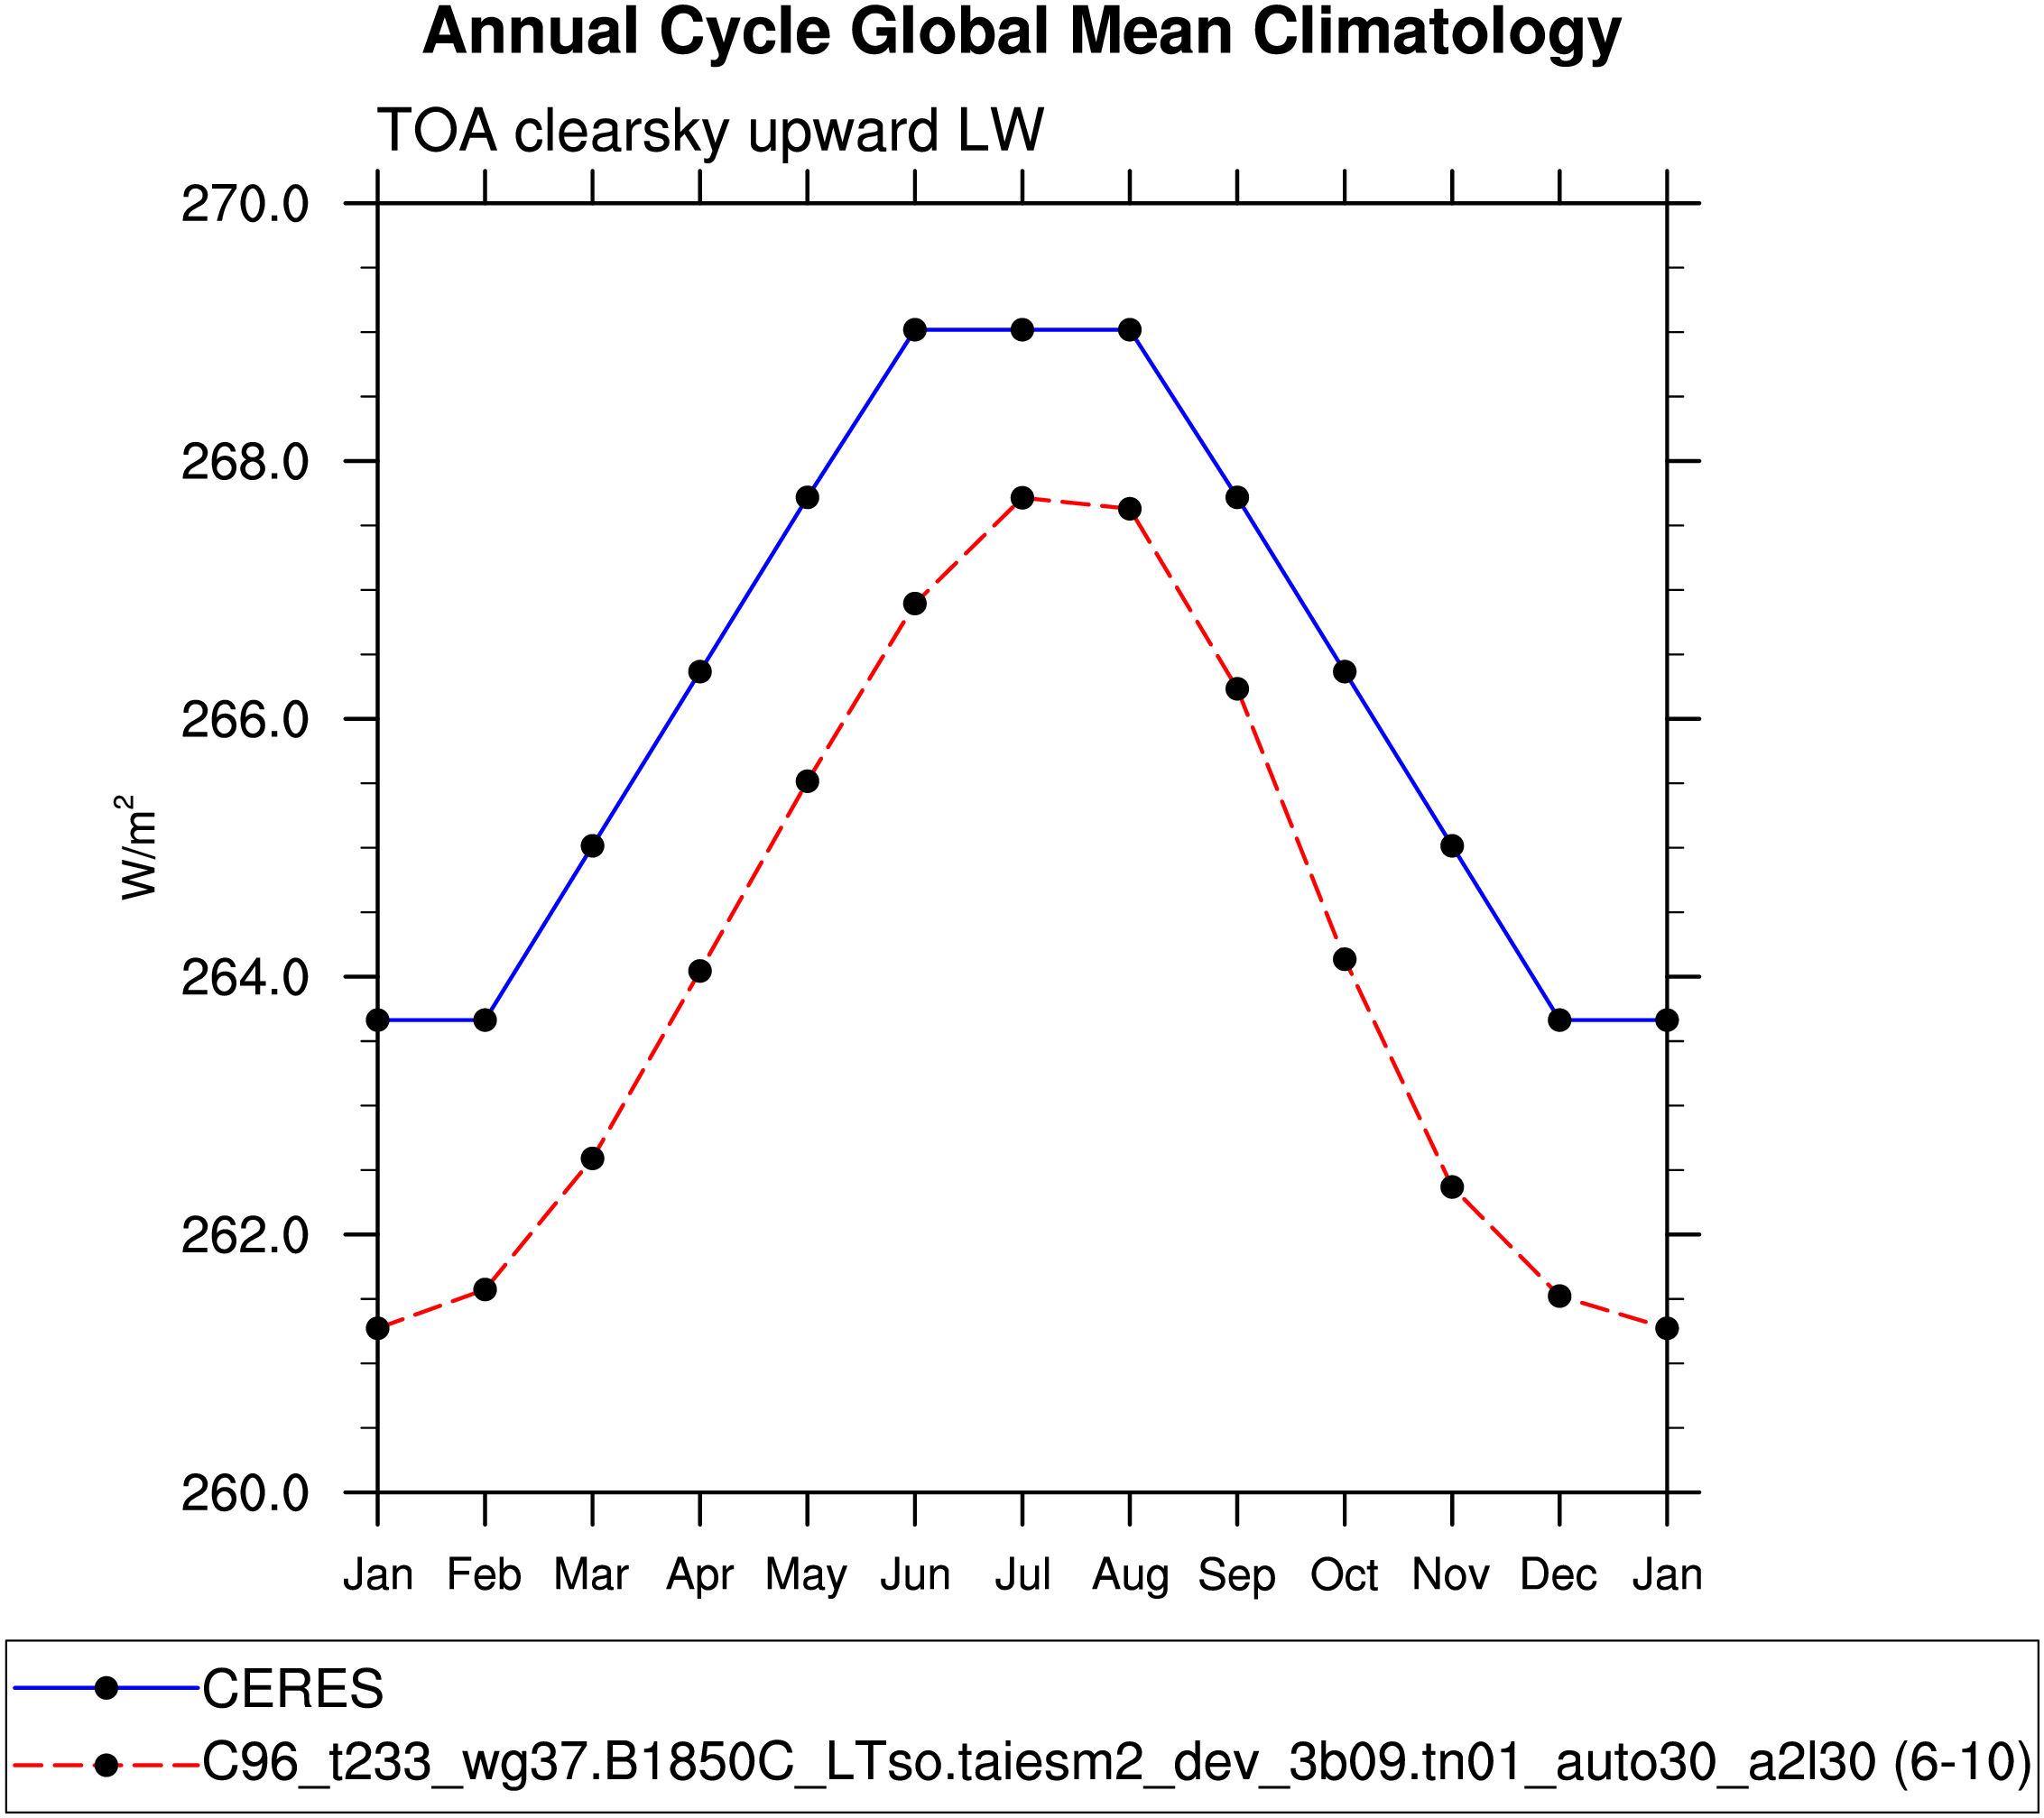 Annual Cycle Global Mean Climatology
TOA clearsky upward LW
270.0
268.0
266.0
264.0
262.0
260.0
W/m²
Jan Feb Mar Apr May Jun Jul Aug Sep Oct Nov Dec Jan
CERES
C96_t233_wg37.B1850C_LTso.taiesm2_dev_3b09.tn01_auto30_a2l30 (6-10)